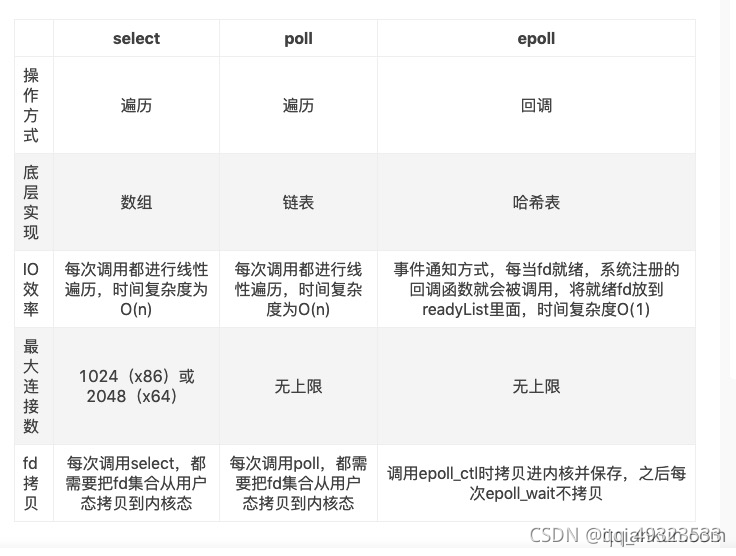 select poll epoll
操作方式 遍历 遍历 回调
底层实现 数组 链表 哈希表
IO效率 每次调用都进行线性遍历，时间复杂度为O(n) 每次调用都进行线性遍历，时间复杂度为O(n) 事件通知方式，每当fd就绪，系统注册的回调函数就会被调用，将就绪fd放到readyList里面，时间复杂度O(1)
最大连接数 1024（x86）或2048（x64） 无上限 无上限
fd拷贝 每次调用select，都需要把fd集合从用户态拷贝到内核态 每次调用poll，都需要把fd集合从用户态拷贝到内核态 调用epoll_ctl时拷贝进内核并保存，之后每次epoll_wait不拷贝
CSDN